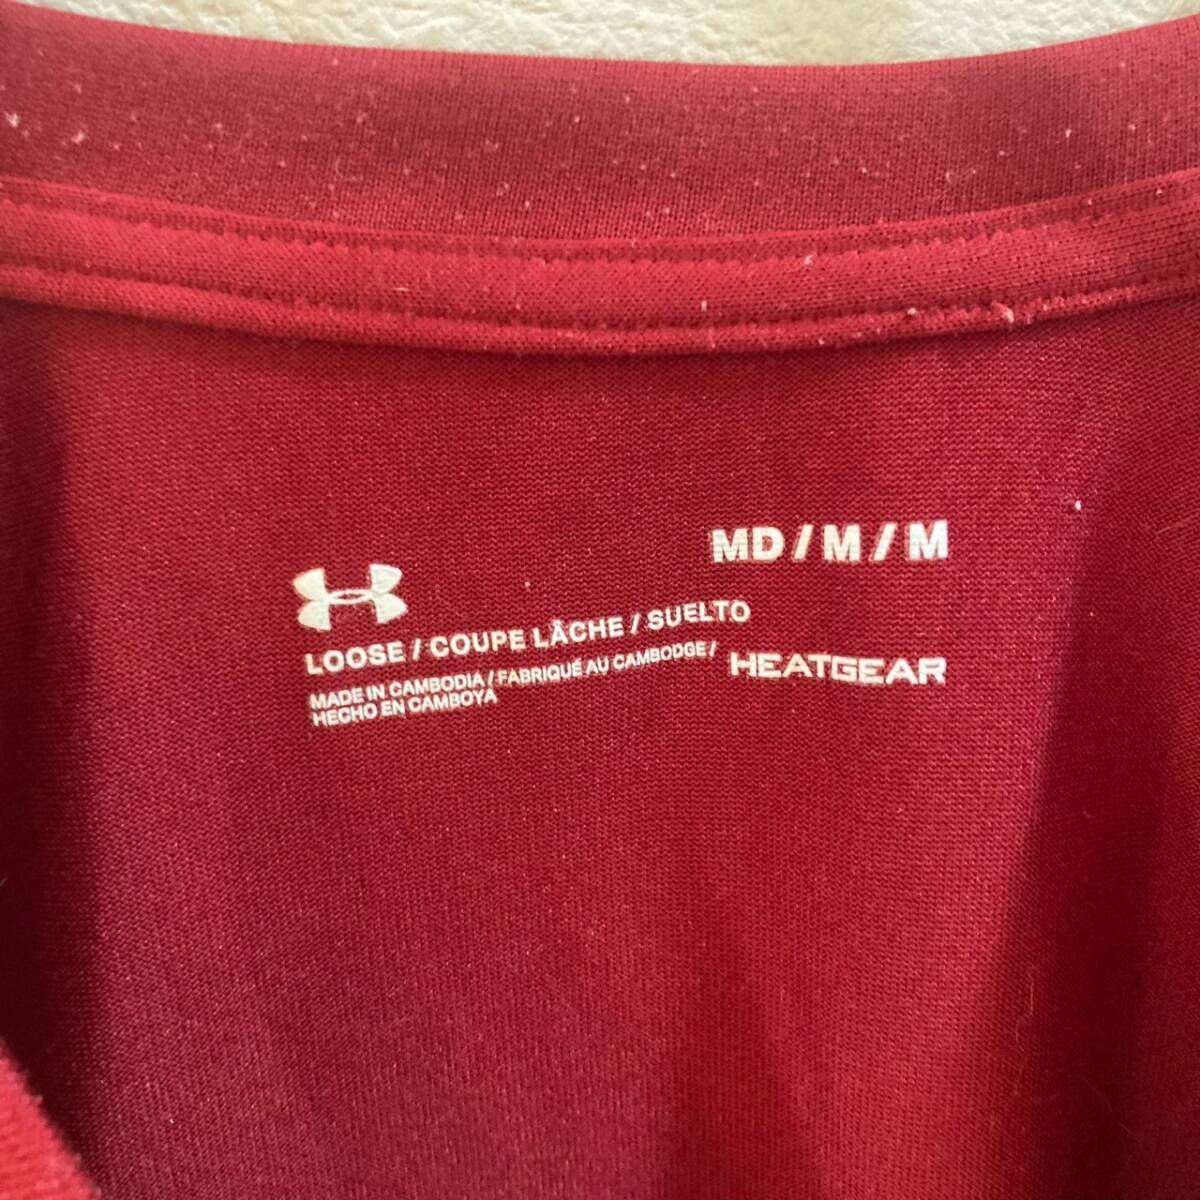 MD / M / M
LOOSE / COUPE LÂCHE / SUELTO
MADE IN CAMBODIA / FABRIQUÉ AU CAMBODGE /
HECHO EN CAMBOYA
HEATGEAR